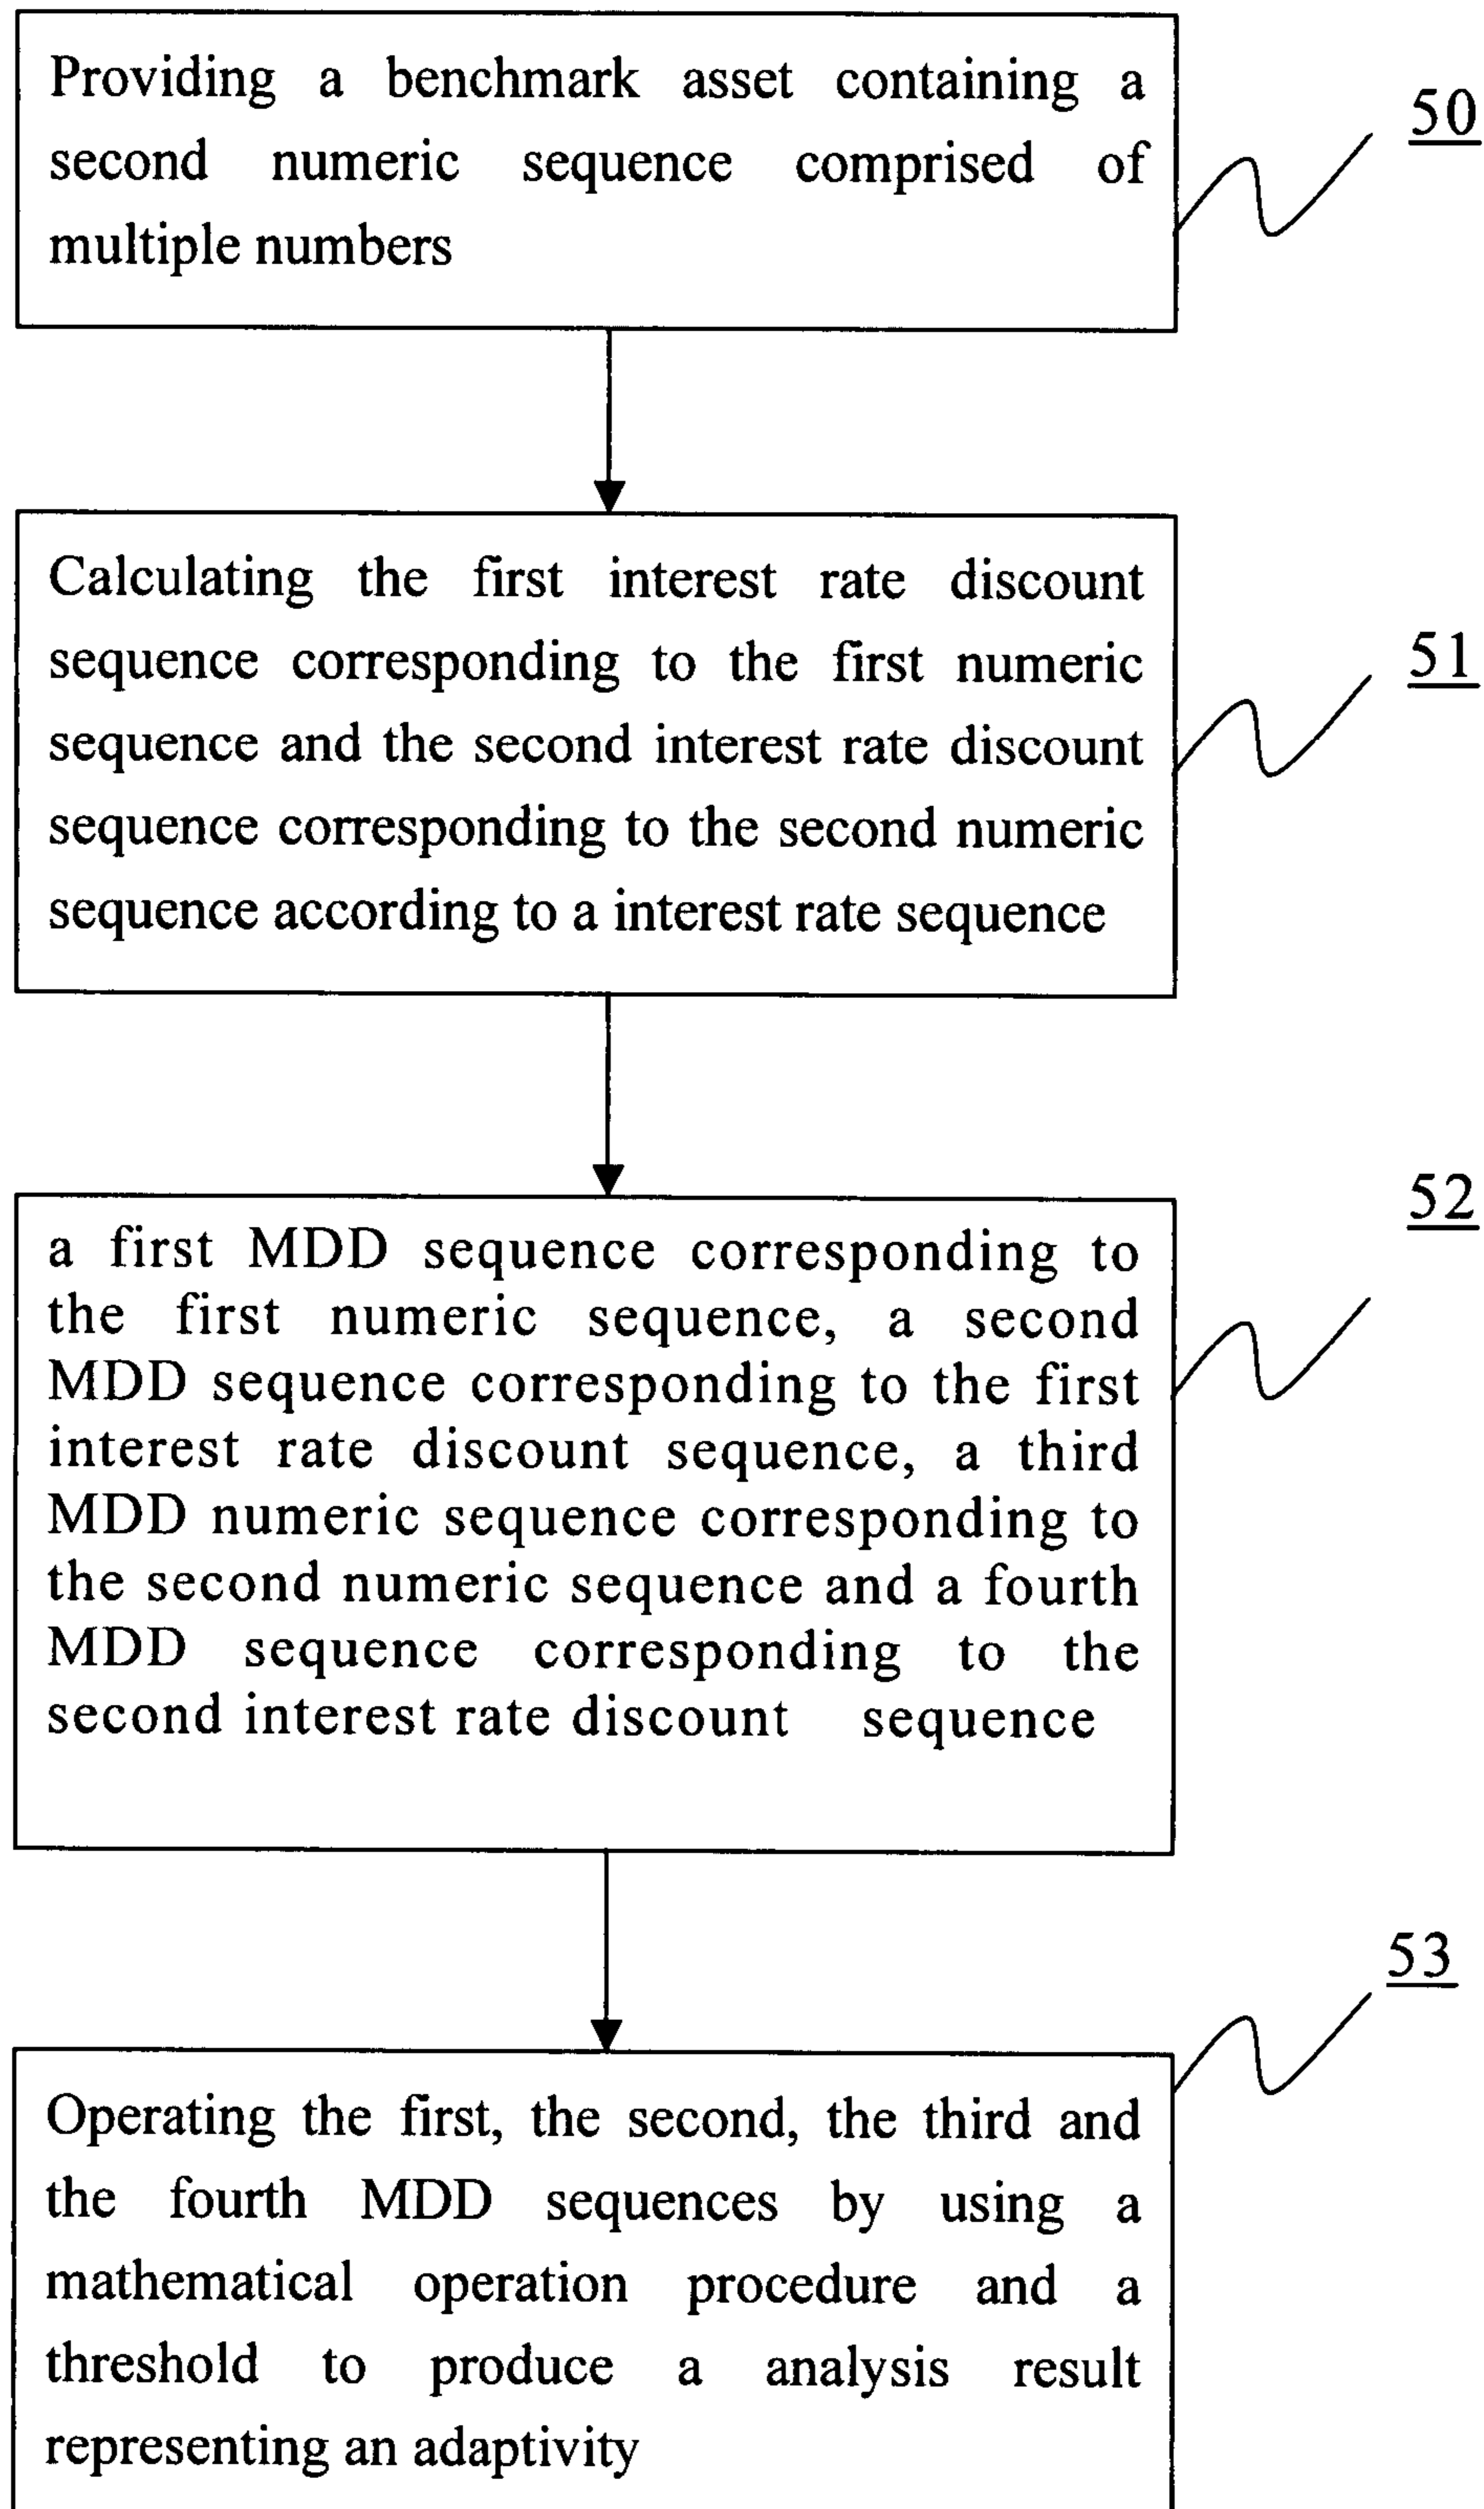 Providing a benchmark asset containing a
second numeric sequence comprised of
multiple numbers
50
Calculating the first interest rate discount
sequence corresponding to the first numeric
sequence and the second interest rate discount
sequence corresponding to the second numeric
sequence according to a interest rate sequence
51
a first MDD sequence corresponding to
the first numeric sequence, a second
MDD sequence corresponding to the first
interest rate discount sequence, a third
MDD numeric sequence corresponding to
the second numeric sequence and a fourth
MDD sequence corresponding to the
second interest rate discount sequence
52
Operating the first, the second, the third and
the fourth MDD sequences by using a
mathematical operation procedure and a
threshold to produce a analysis result
representing an adaptivity
53